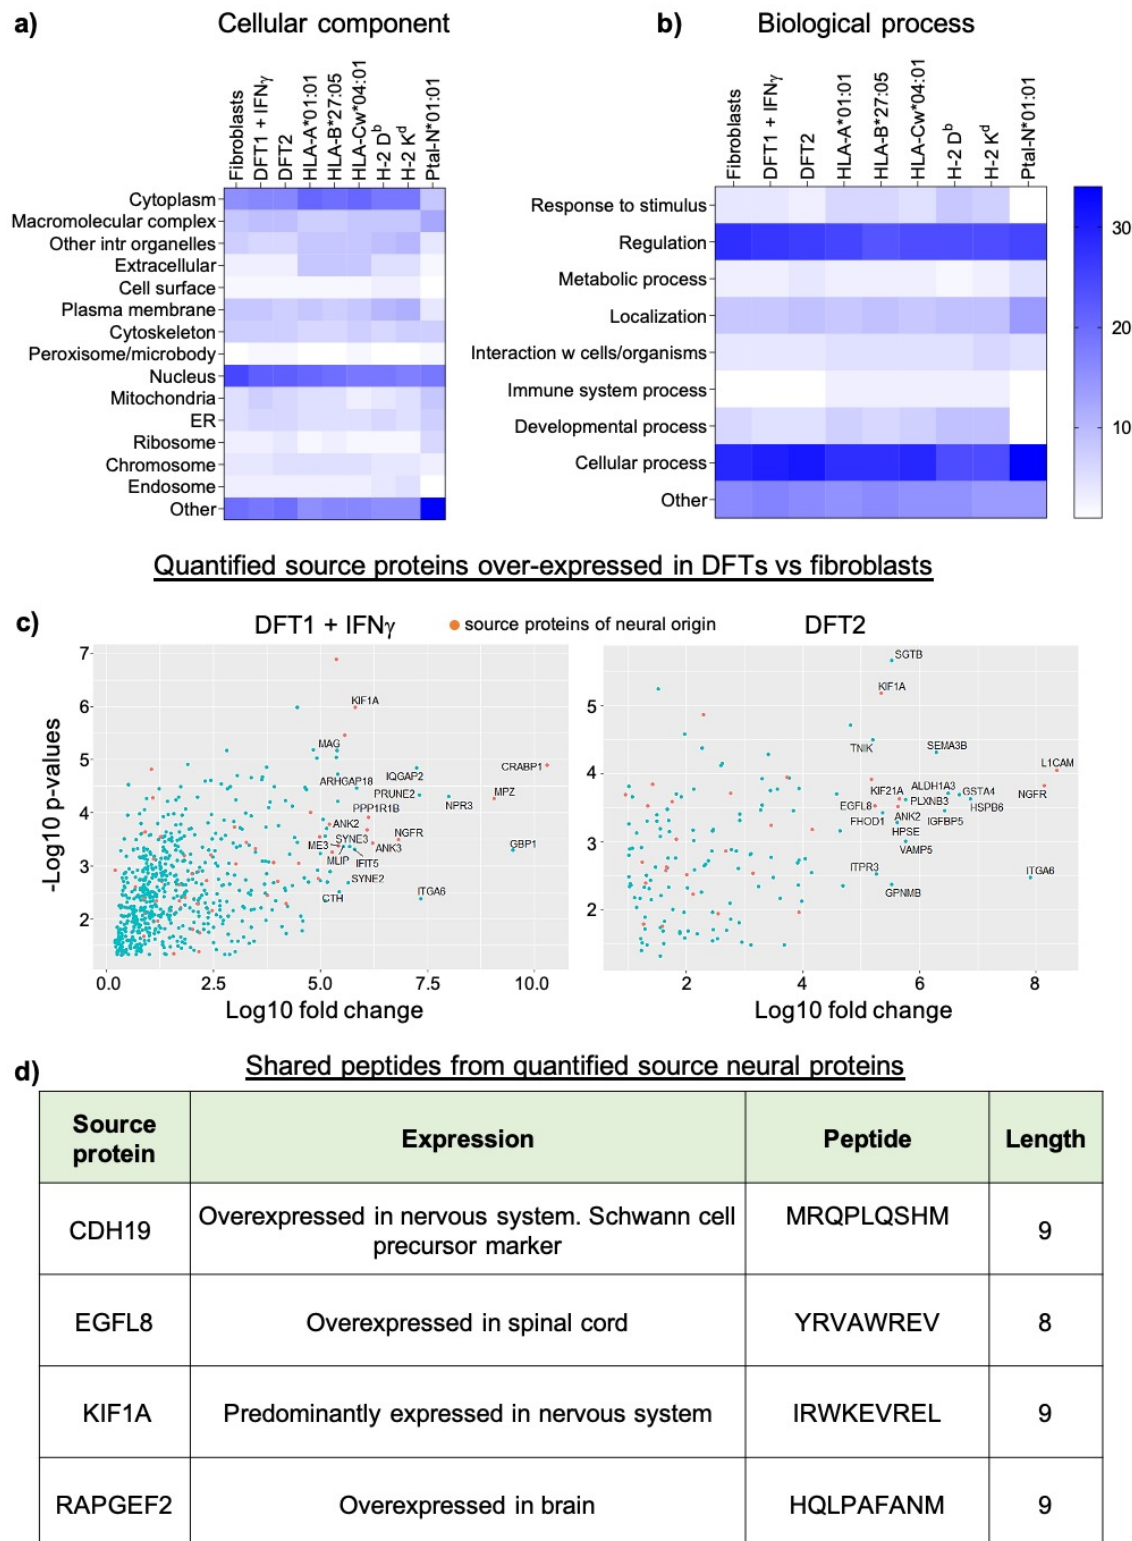 a)
Cellular component
b)
Biological process
Fibroblasts
DFT1 + IFNγ
DFT2
HLA-A*01:01
HLA-B*27:05
HLA-Cw*04:01
H-2 Dᵇ
H-2 Kᵈ
Ptal-N*01:01
Fibroblasts
DFT1 + IFNγ
DFT2
HLA-A*01:01
HLA-B*27:05
HLA-Cw*04:01
H-2 Dᵇ
H-2 Kᵈ
Ptal-N*01:01
Cytoplasm
Macromolecular complex
Other intr organelles
Extracellular
Cell surface
Plasma membrane
Cytoskeleton
Peroxisome/microbody
Nucleus
Mitochondria
ER
Ribosome
Chromosome
Endosome
Other
Response to stimulus
Regulation
Metabolic process
Localization
Interaction w cells/organisms
Immune system process
Developmental process
Cellular process
Other
30
20
10
Quantified source proteins over-expressed in DFTs vs fibroblasts
c)
DFT1 + IFNγ
source proteins of neural origin
DFT2
-Log10 p-values
7
6
5
4
3
2
KIF1A
MAG
ARHGAP18
IQGAP2
CRABP1
PRUNE2
MPZ
NPR3
PPP1R1B
ANK2
NGFR
SYNE3
ME3
ANK3
GBP1
MLIP
IFIT5
SYNE2
CTH
ITGA6
0.0
2.5
5.0
7.5
10.0
Log10 fold change
5
4
3
2
SGTB
KIF1A
TNIK
SEMA3B
L1CAM
KIF21A
ALDH1A3
GSTA4
NGFR
EGFL8
PLXNB3
HSPB6
ANK2
IGFBP5
FHOD1
HPSE
VAMP5
ITPR3
ITGA6
GPNMB
2
4
6
8
Log10 fold change
d)
Shared peptides from quantified source neural proteins
Source
protein
Expression
Peptide
Length
CDH19
Overexpressed in nervous system. Schwann cell
precursor marker
MRQPLQSHM
9
EGFL8
Overexpressed in spinal cord
YRVAWREV
8
KIF1A
Predominantly expressed in nervous system
IRWKEVREL
9
RAPGEF2
Overexpressed in brain
HQLPAFANM
9